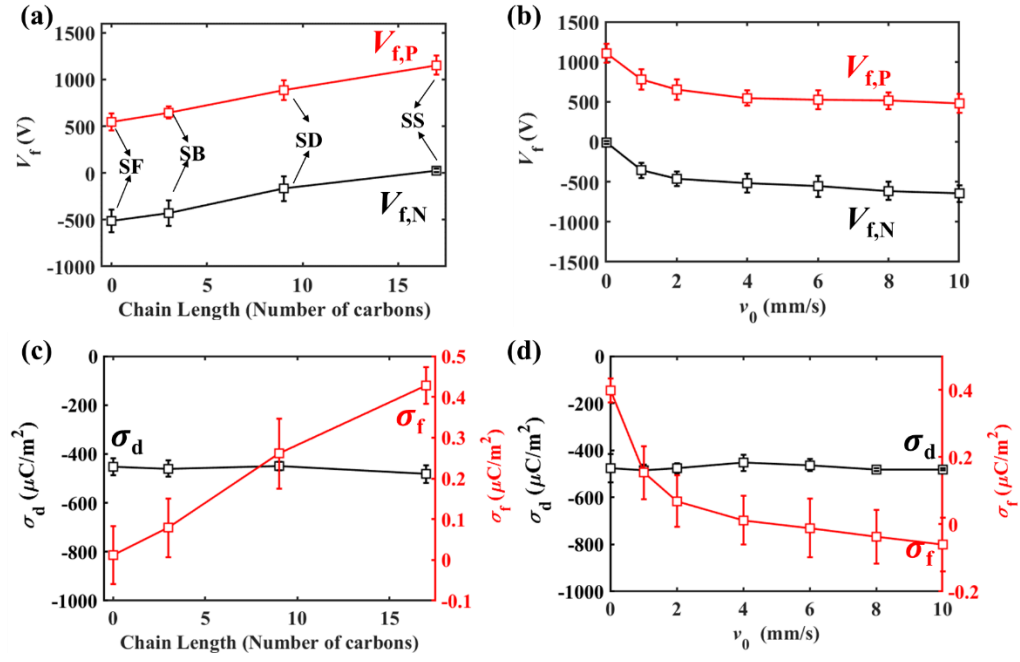 (a)
1500
1000
500
0
-500
-1000
V_f (V)
V_f,P
SF
SB
SD
SS
V_f,N
0
5
10
15
Chain Length (Number of carbons)
(b)
1500
1000
500
0
-500
-1000
-1500
V_f (V)
V_f,P
V_f,N
0
2
4
6
8
10
v_0 (mm/s)
(c)
0
-200
-400
-600
-800
-1000
σ_d (μC/m²)
σ_d
σ_f
0.5
0.4
0.3
0.2
0.1
0
-0.1
σ_f (μC/m²)
0
5
10
15
Chain Length (Number of carbons)
(d)
0
-200
-400
-600
-800
-1000
σ_d (μC/m²)
σ_d
σ_f
0.4
0.2
0
-0.2
σ_f (μC/m²)
0
2
4
6
8
10
v_0 (mm/s)